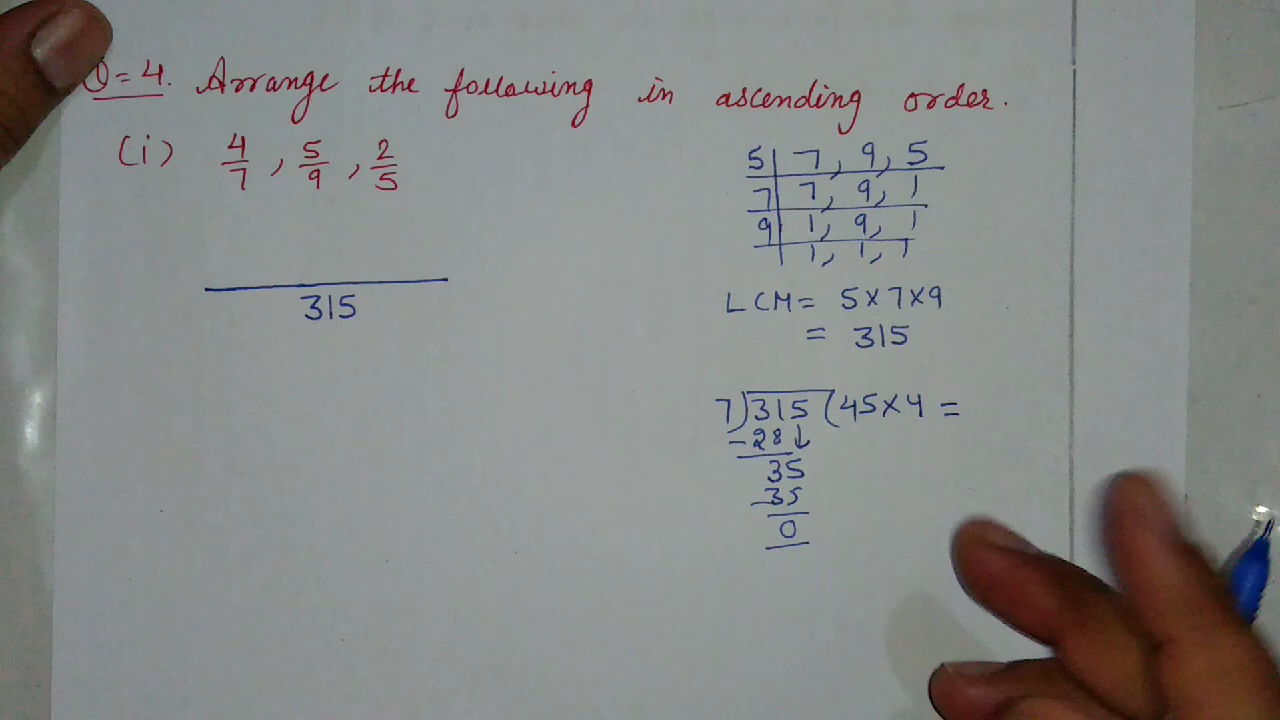 Q=4. Arrange the following in ascending order.
(i) 4/7, 5/9, 2/5
315
5 | 7, 9, 5
7 | 7, 9, 1
9 | 1, 9, 1
| 1, 1, 1
LCM = 5×7×9
= 315
7)315(45×4 =
-28↓
35
-35
0